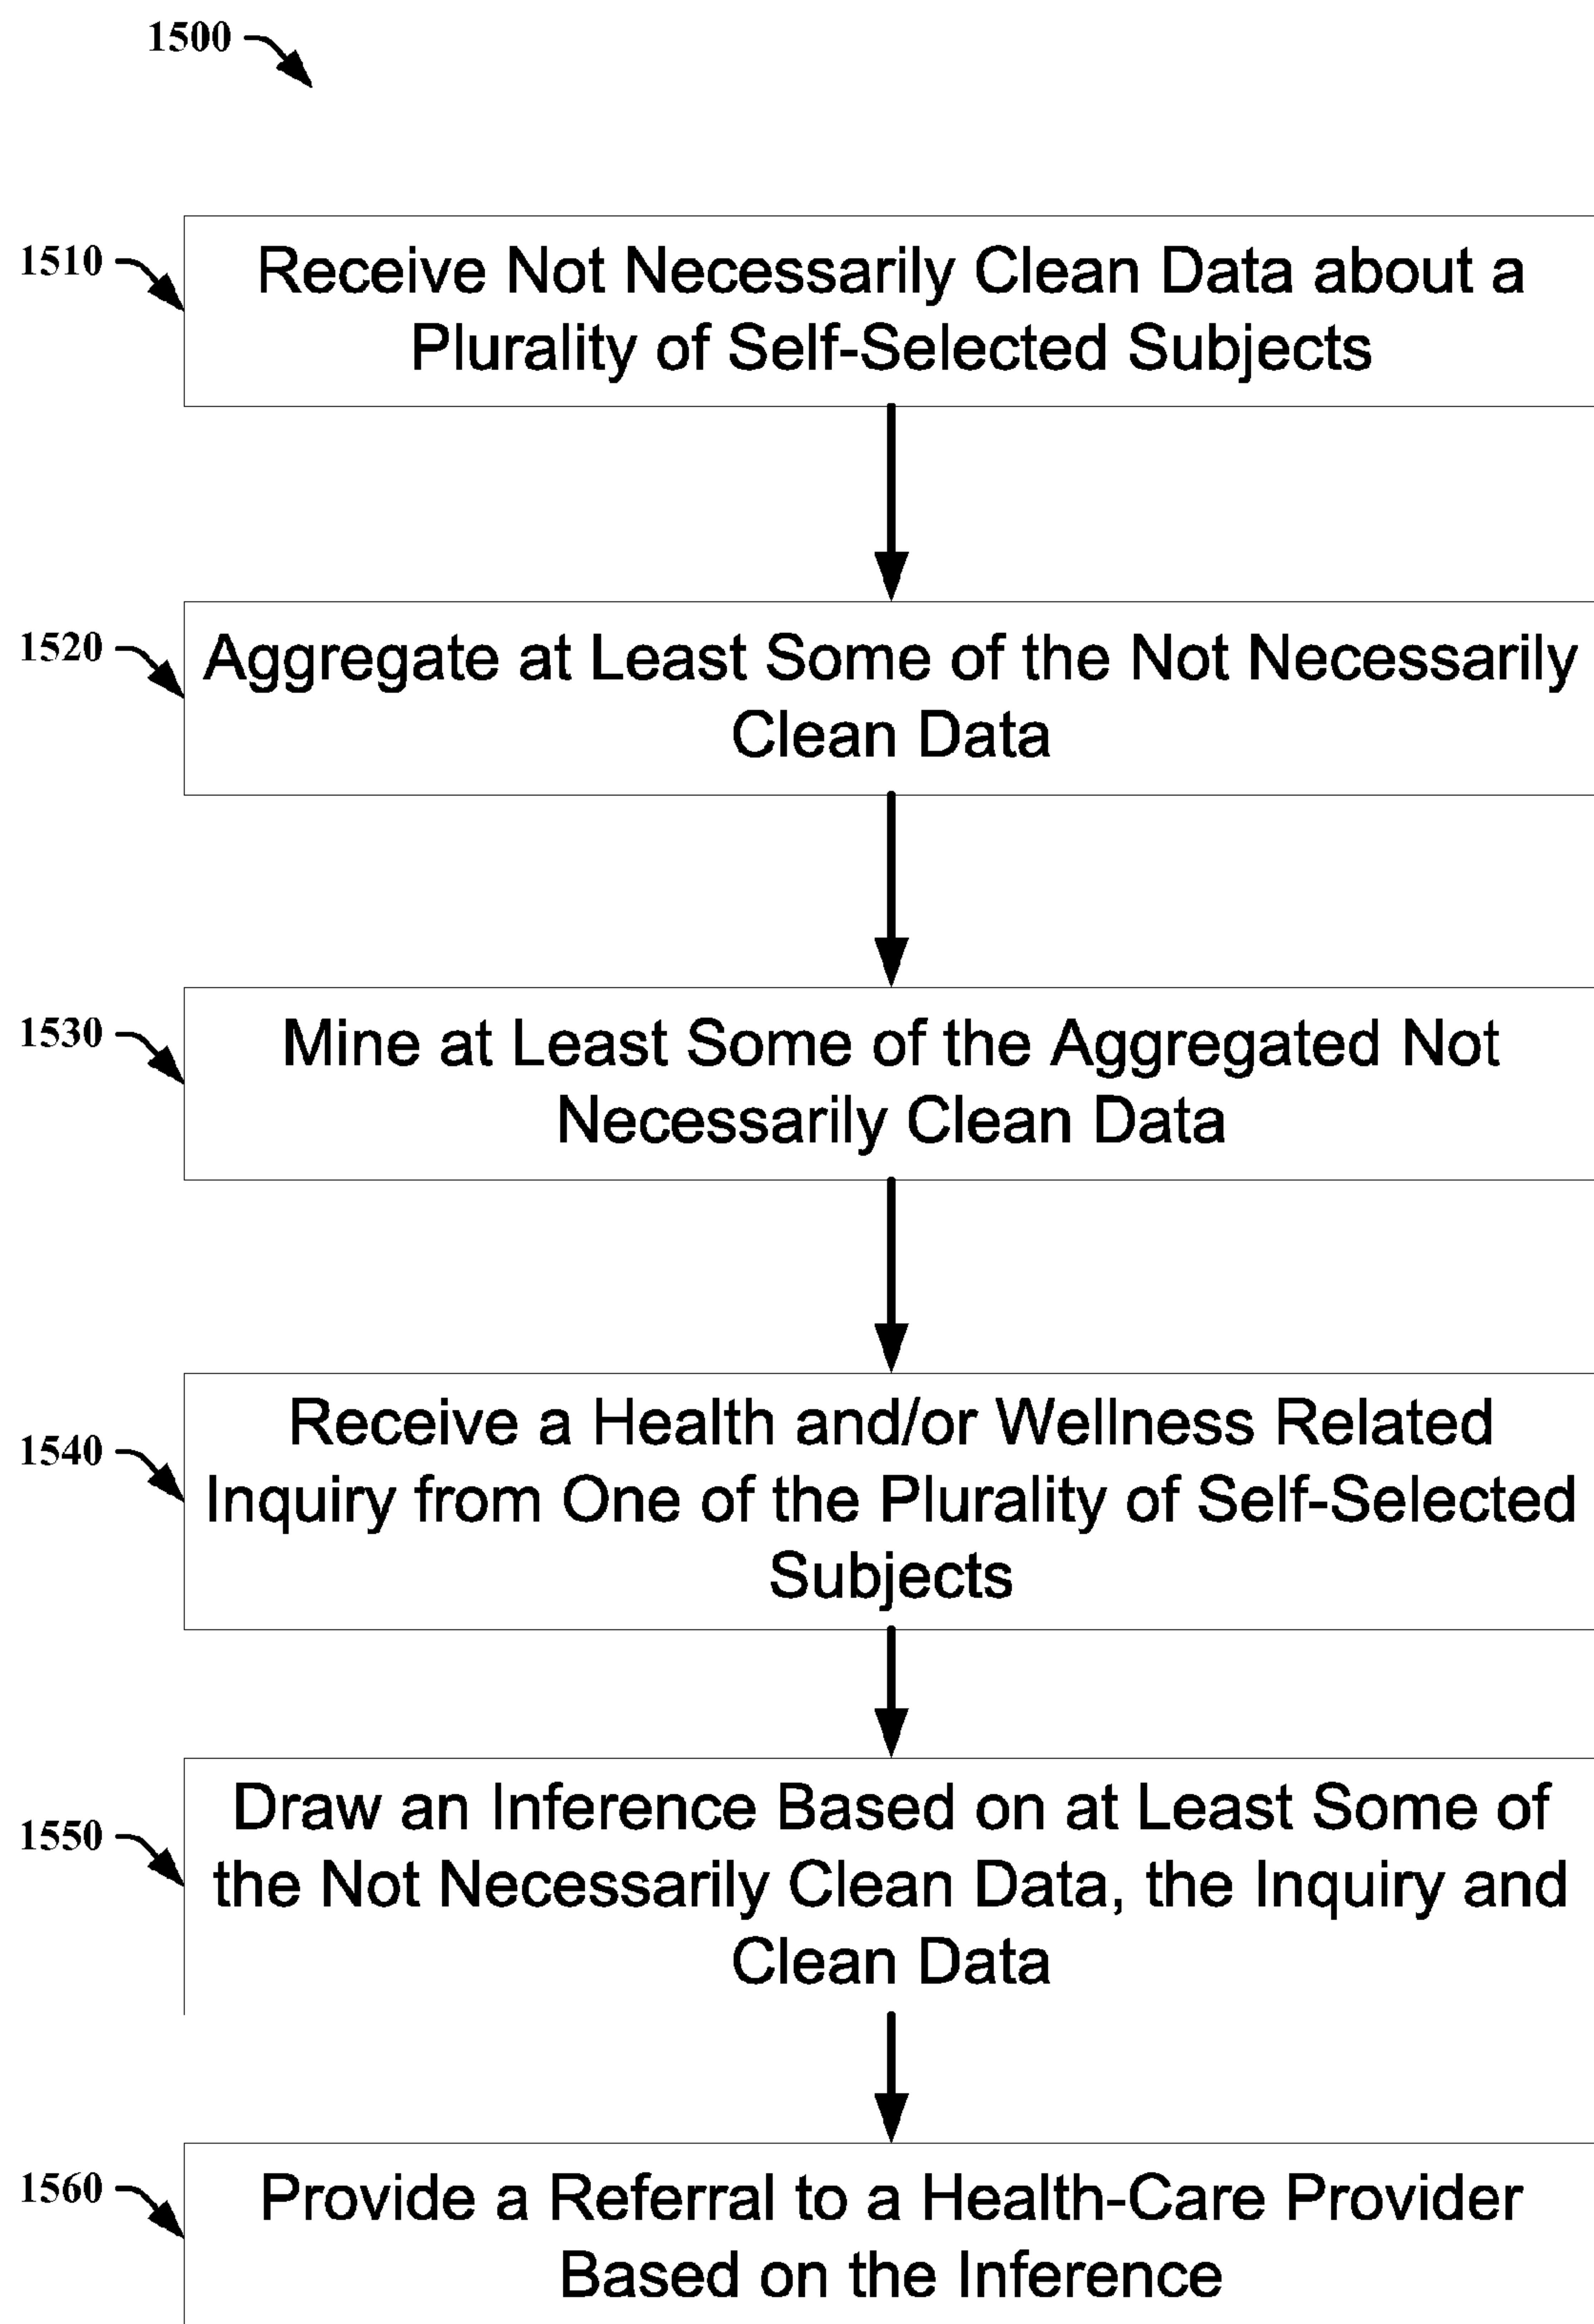 1500
1510
Receive Not Necessarily Clean Data about a
Plurality of Self-Selected Subjects
1520
Aggregate at Least Some of the Not Necessarily
Clean Data
1530
Mine at Least Some of the Aggregated Not
Necessarily Clean Data
1540
Receive a Health and/or Wellness Related
Inquiry from One of the Plurality of Self-Selected
Subjects
1550
Draw an Inference Based on at Least Some of
the Not Necessarily Clean Data, the Inquiry and
Clean Data
1560
Provide a Referral to a Health-Care Provider
Based on the Inference